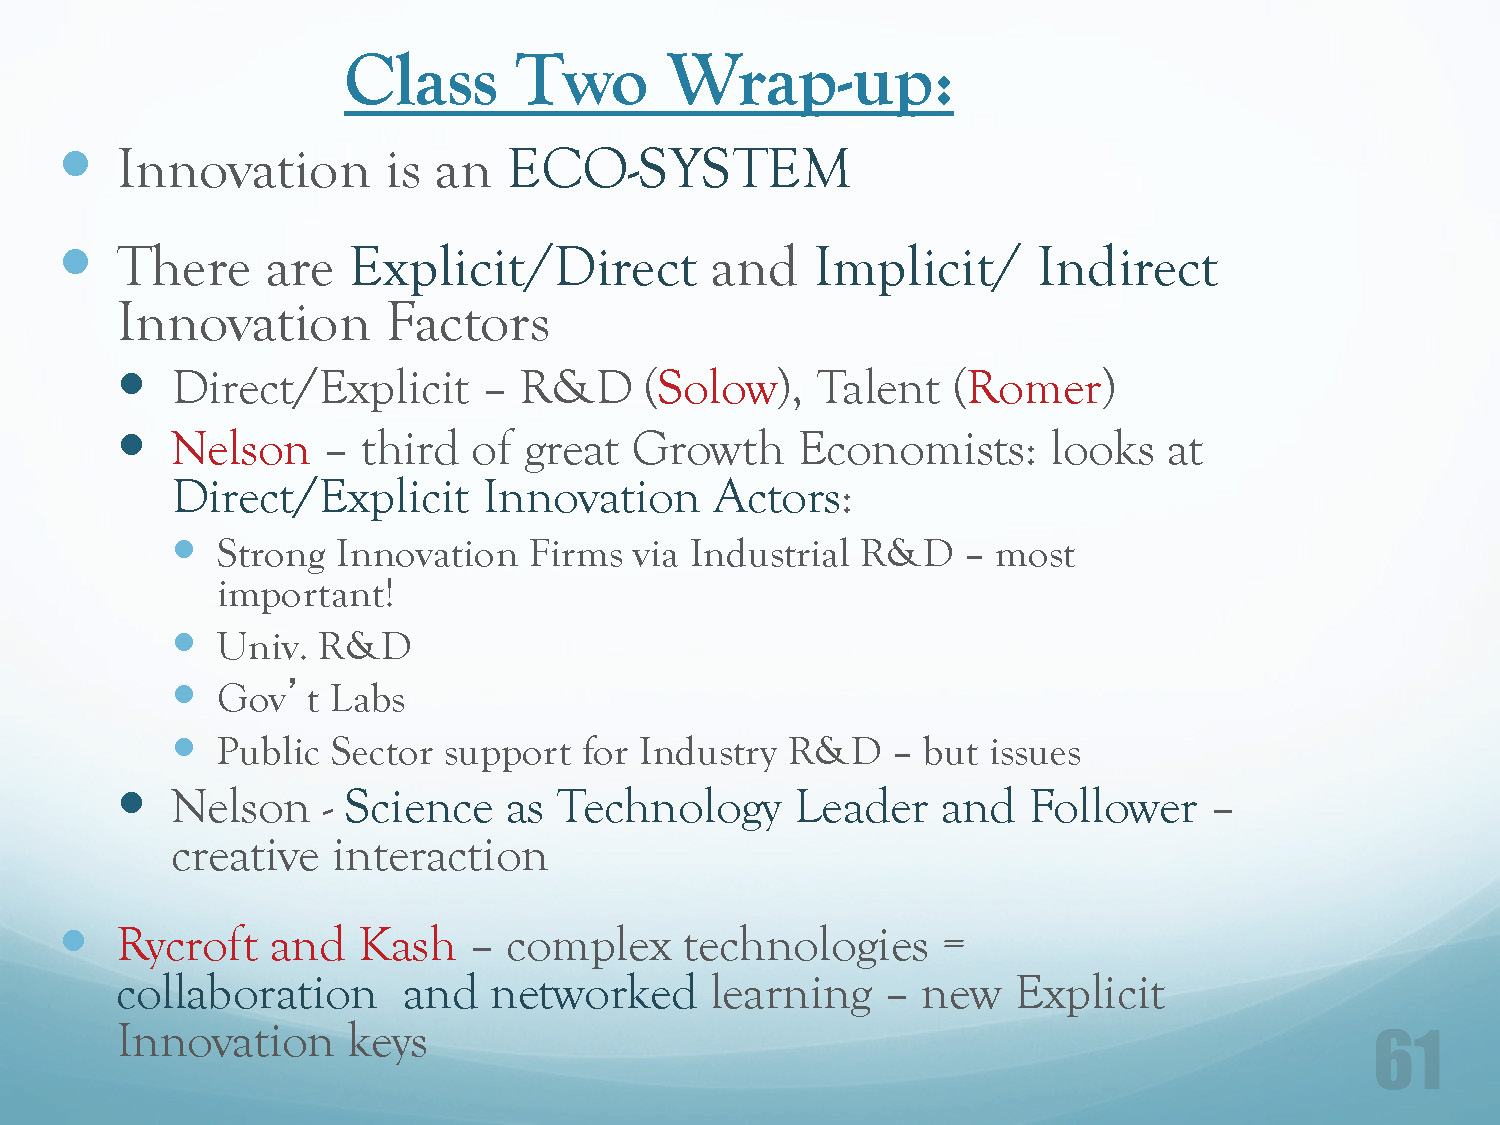 Class Two Wrap-up:
• Innovation is an ECO-SYSTEM
• There are Explicit/Direct and Implicit/ Indirect
Innovation Factors
• Direct/Explicit – R&D (Solow), Talent (Romer)
• Nelson – third of great Growth Economists: looks at
Direct/Explicit Innovation Actors:
• Strong Innovation Firms via Industrial R&D – most
important!
• Univ. R&D
• Gov’t Labs
• Public Sector support for Industry R&D – but issues
• Nelson - Science as Technology Leader and Follower –
creative interaction
• Rycroft and Kash – complex technologies =
collaboration and networked learning – new Explicit
Innovation keys
61